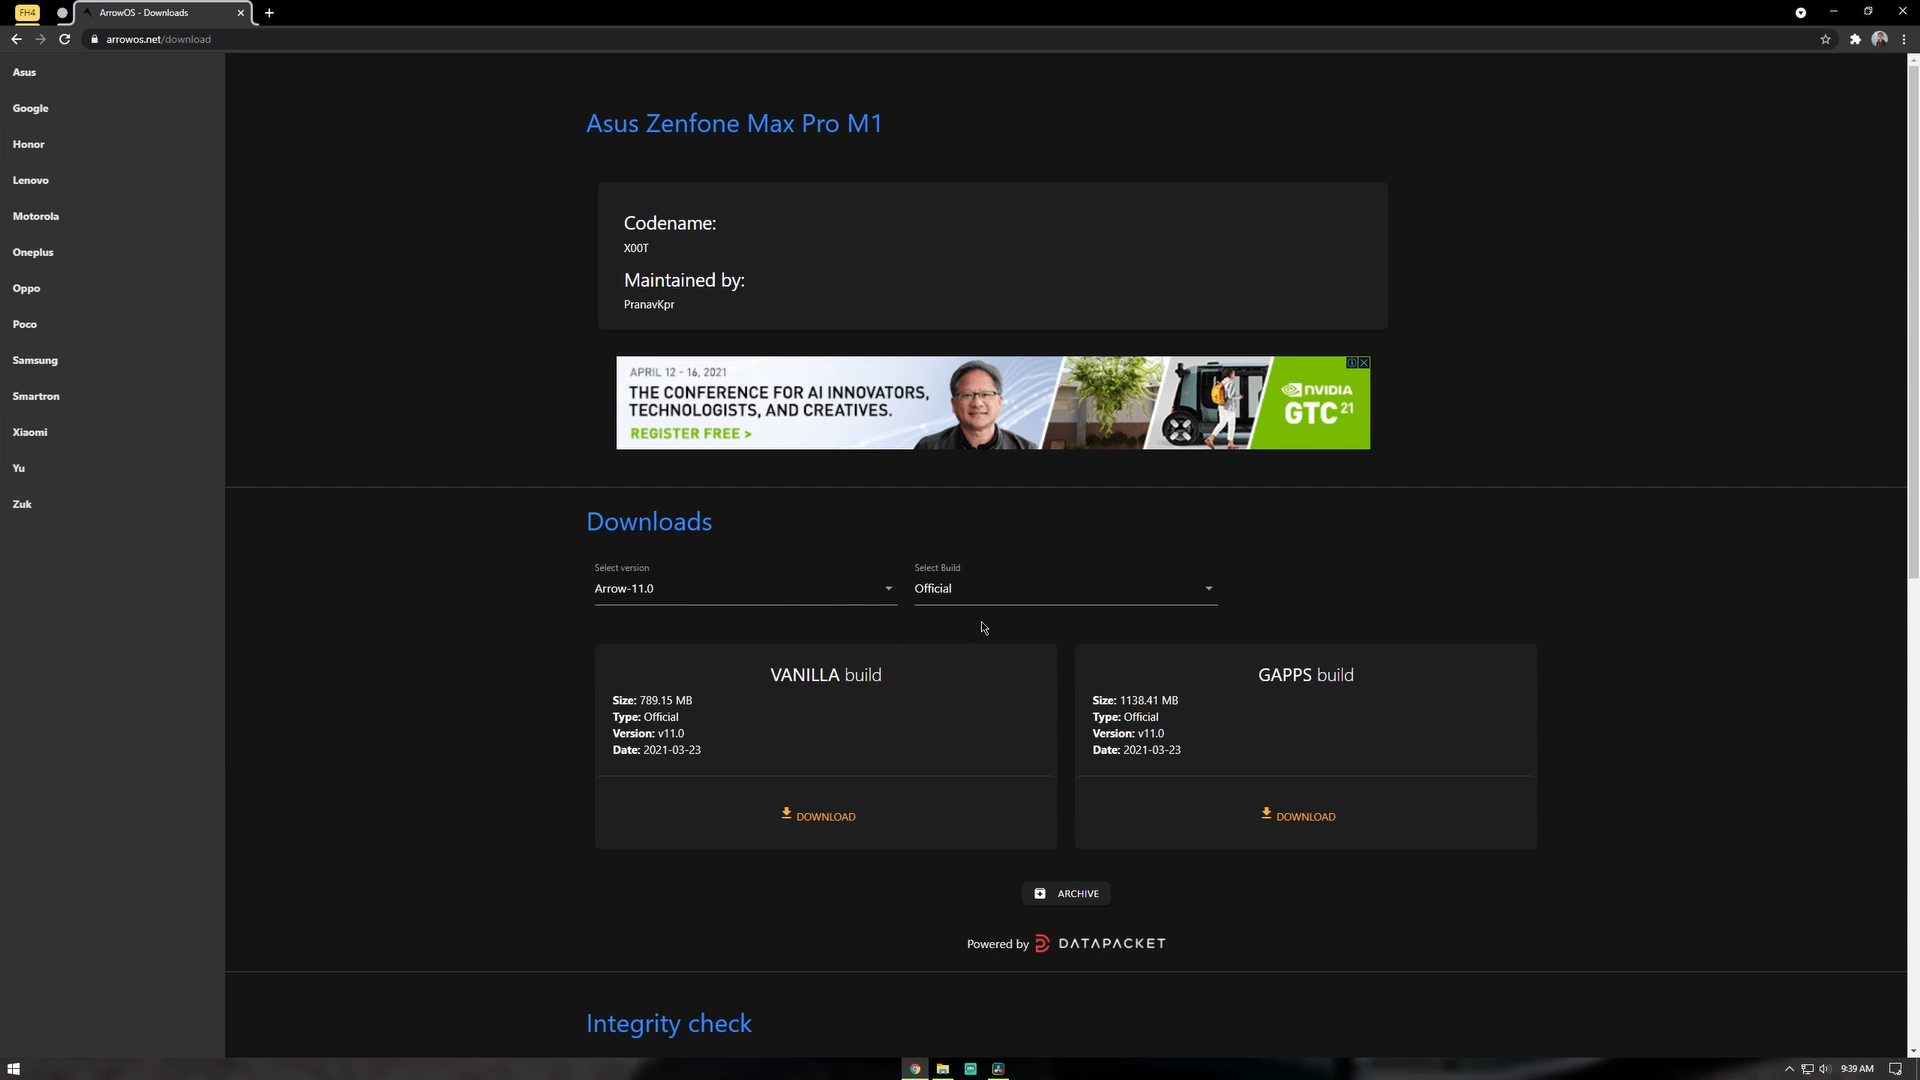 FH4
ArrowOS - Downloads
arrowos.net/download
Asus
Google
Honor
Lenovo
Motorola
Oneplus
Oppo
Poco
Samsung
Smartron
Xiaomi
Yu
Zuk
Asus Zenfone Max Pro M1
Codename:
X00T
Maintained by:
PranavKpr
APRIL 12 - 16, 2021
THE CONFERENCE FOR AI INNOVATORS,
TECHNOLOGISTS, AND CREATIVES.
REGISTER FREE >
NVIDIA
GTC 21
Downloads
Select version
Arrow-11.0
Select Build
Official
VANILLA build
Size: 789.15 MB
Type: Official
Version: v11.0
Date: 2021-03-23
DOWNLOAD
GAPPS build
Size: 1138.41 MB
Type: Official
Version: v11.0
Date: 2021-03-23
DOWNLOAD
ARCHIVE
Powered by DATAPACKET
Integrity check
9:39 AM